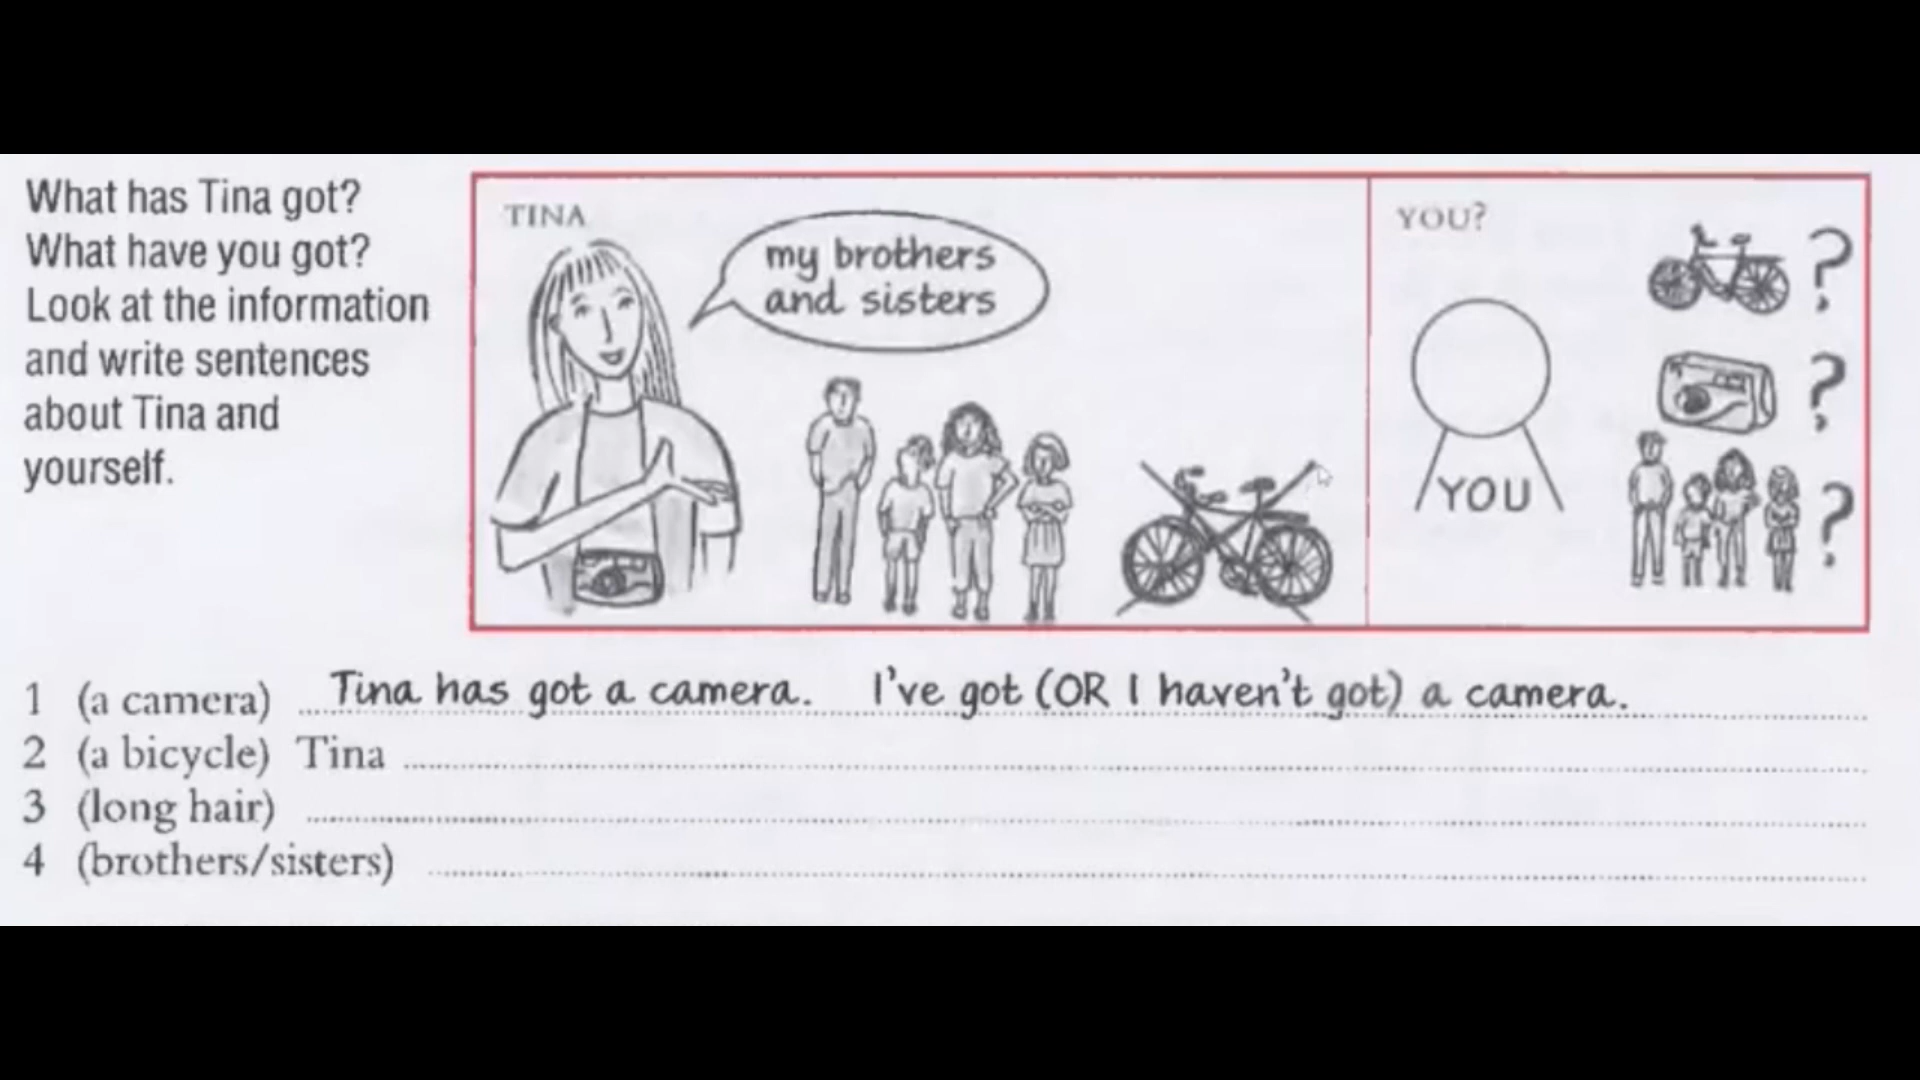 What has Tina got?
What have you got?
Look at the information
and write sentences
about Tina and
yourself.
TINA
my brothers
and sisters
YOU?
?
?
?
YOU
1 (a camera) Tina has got a camera. I've got (OR I haven't got) a camera.
2 (a bicycle) Tina
3 (long hair)
4 (brothers/sisters)